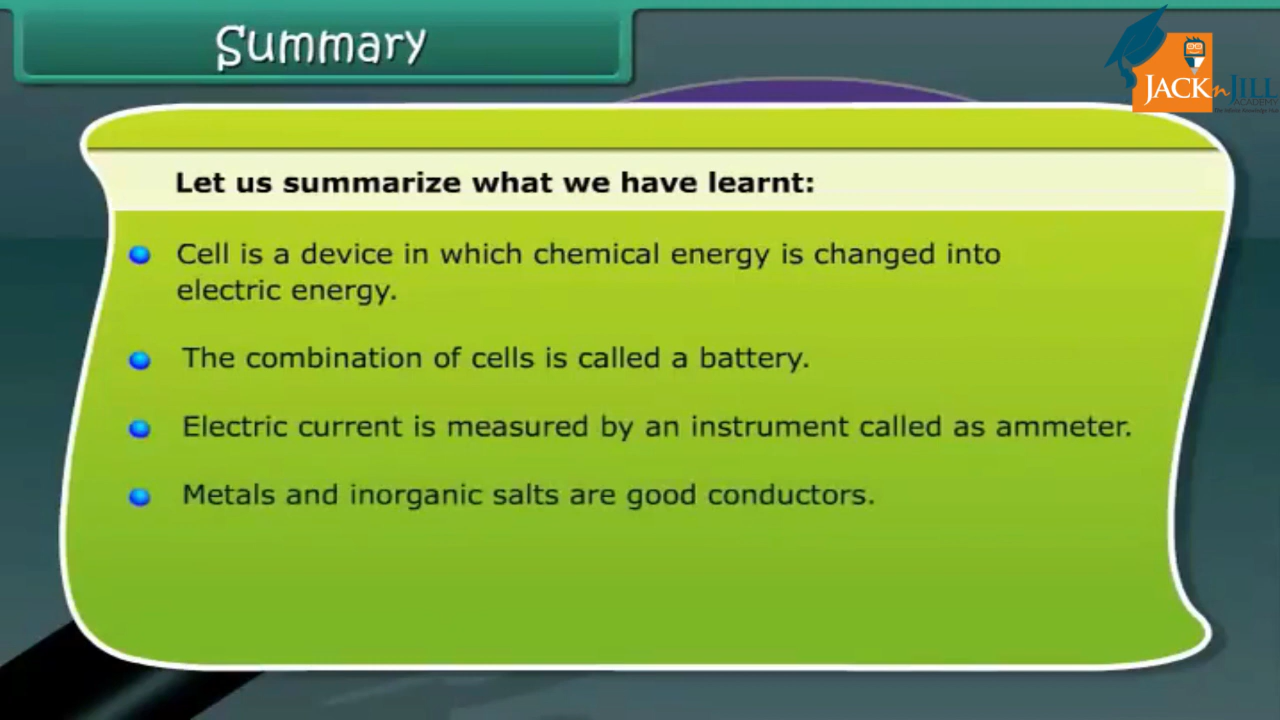 Summary
JACK n JILL
ACADEMY
Let us summarize what we have learnt:
Cell is a device in which chemical energy is changed into
electric energy.
The combination of cells is called a battery.
Electric current is measured by an instrument called as ammeter.
Metals and inorganic salts are good conductors.